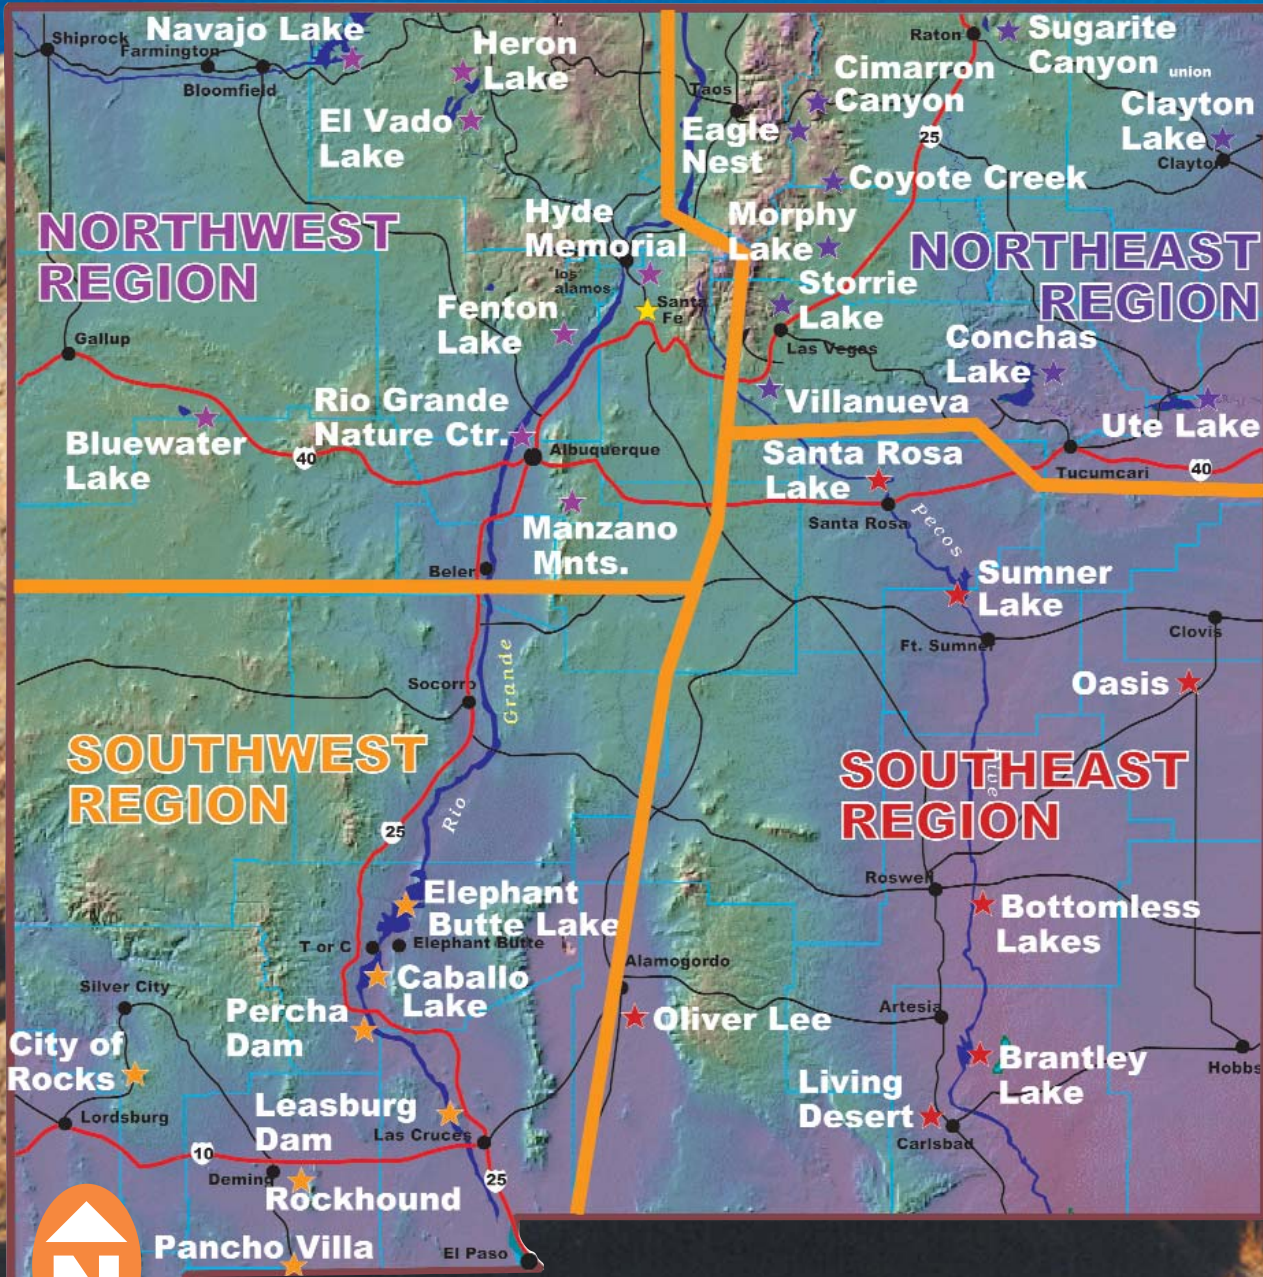 Navajo Lake
Shiprock
Farmington
Bloomfield
Heron
Lake
El Vado
Lake
Taos
Raton
Sugarite
Canyon
union
Cimarron
Canyon
Clayton
Lake
Clayton
Eagle
Nest
25
Coyote Creek
NORTHWEST
REGION
Hyde
Memorial
los
alamos
Morphy
Lake
NORTHEAST
REGION
Santa
Fe
Fenton
Lake
Storrie
Lake
Las Vegas
Gallup
Conchas
Lake
Rio Grande
Nature Ctr.
Villanueva
Ute Lake
Bluewater
Lake
40
Albuquerque
Santa Rosa
Lake
Tucumcari
40
Santa Rosa
Pecos
Manzano
Mnts.
Belen
Sumner
Lake
Ft. Sumner
Clovis
Grande
Socorro
Oasis
SOUTHWEST
REGION
SOUTHEAST
REGION
Rio
25
Roswell
Elephant
Butte Lake
Bottomless
Lakes
T or C
Elephant Butte
Alamogordo
Caballo
Lake
Silver City
Percha
Dam
Artesia
Oliver Lee
City of
Rocks
Brantley
Lake
Hobbs
Living
Desert
Lordsburg
Leasburg
Dam
Las Cruces
Carlsbad
10
Deming
25
Rockhound
Pancho Villa
El Paso
N